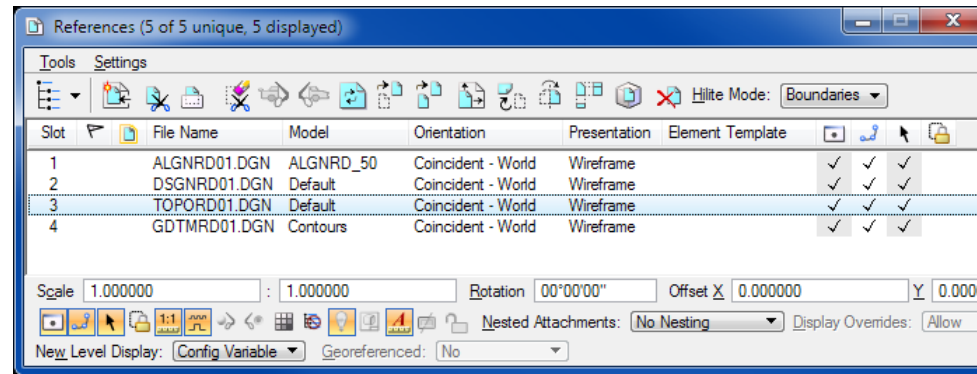 References (5 of 5 unique, 5 displayed)
Tools Settings
Hilite Mode: Boundaries
Slot File Name Model Orientation Presentation Element Template
1 ALGNRD01.DGN ALGNRD_50 Coincident - World Wireframe
2 DSGNRD01.DGN Default Coincident - World Wireframe
3 TOPORD01.DGN Default Coincident - World Wireframe
4 GDTMRD01.DGN Contours Coincident - World Wireframe
Scale 1.000000 : 1.000000 Rotation 00°00'00" Offset X 0.000000 Y 0.000
1:1 A Nested Attachments: No Nesting Display Overrides: Allow
New Level Display: Config Variable Georeferenced: No